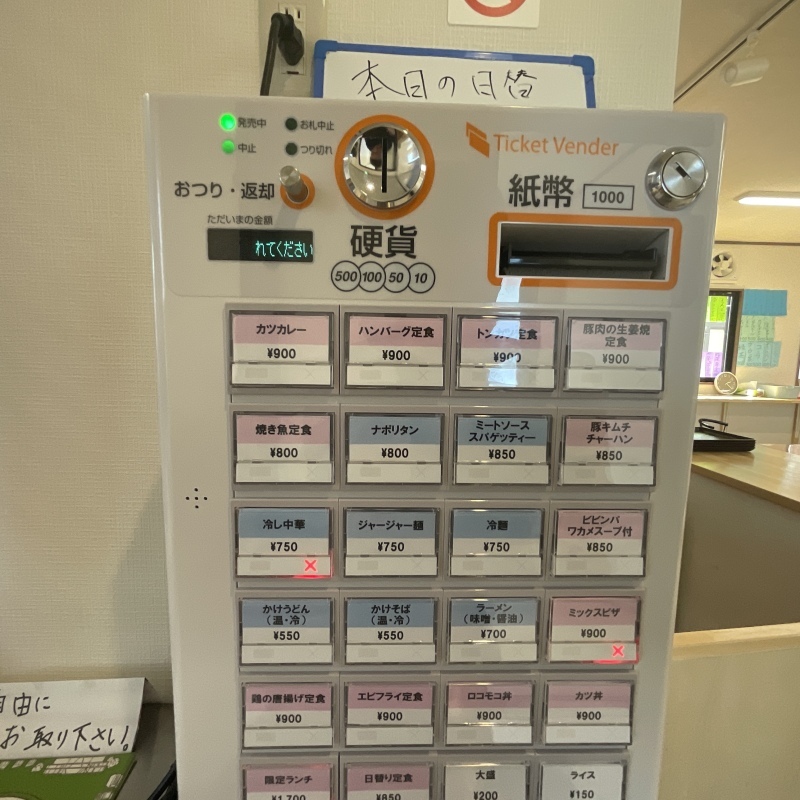 本日の日替
発売中
お札中止
中止
つり切れ
Ticket Vender
おつり・返却
紙幣 1000
ただいまの金額
れてください
硬貨
500 100 50 10
カツカレー
¥900
ハンバーグ定食
¥900
トンカツ定食
¥900
豚肉の生姜焼
定食
¥900
焼き魚定食
¥800
ナポリタン
¥800
ミートソース
スパゲッティー
¥850
豚キムチ
チャーハン
¥850
冷し中華
¥750
ジャージャー麺
¥750
冷麺
¥750
ビビンバ
ワカメスープ付
¥850
かけうどん
(温・冷)
¥550
かけそば
(温・冷)
¥550
ラーメン
(味噌・醤油)
¥700
ミックスピザ
¥900
鶏の唐揚げ定食
¥900
エビフライ定食
¥900
ロコモコ丼
¥900
カツ丼
¥900
限定ランチ
¥1,700
日替り定食
¥850
大盛
¥200
ライス
¥150
自由に
お取り下さい!